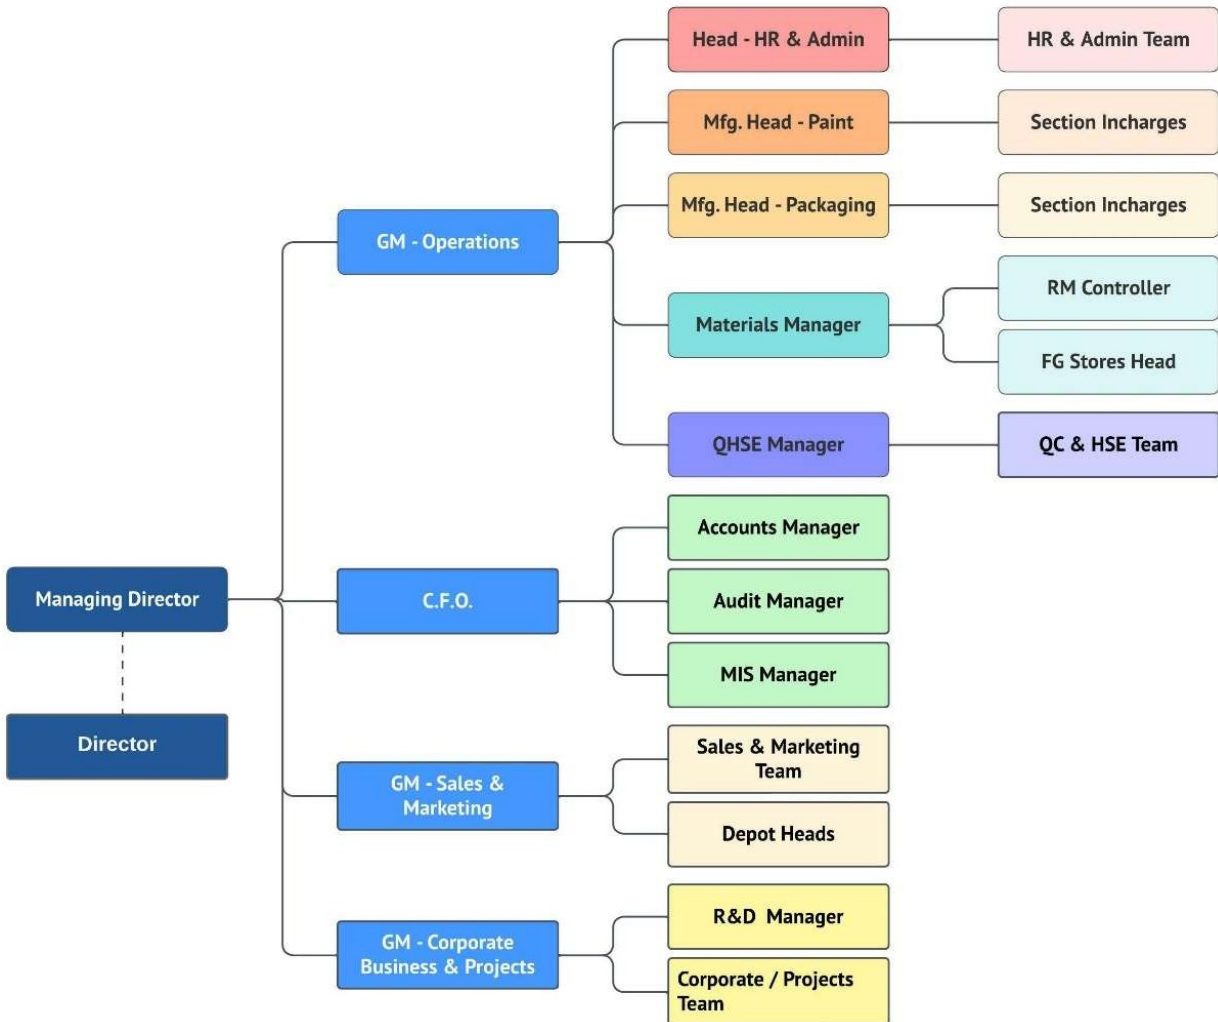 Head - HR & Admin
HR & Admin Team
Mfg. Head - Paint
Section Incharges
Mfg. Head - Packaging
Section Incharges
GM - Operations
RM Controller
Materials Manager
FG Stores Head
QHSE Manager
QC & HSE Team
Accounts Manager
Managing Director
C.F.O.
Audit Manager
MIS Manager
Director
Sales & Marketing
Team
GM - Sales &
Marketing
Depot Heads
R&D  Manager
GM - Corporate
Business & Projects
Corporate / Projects
Team